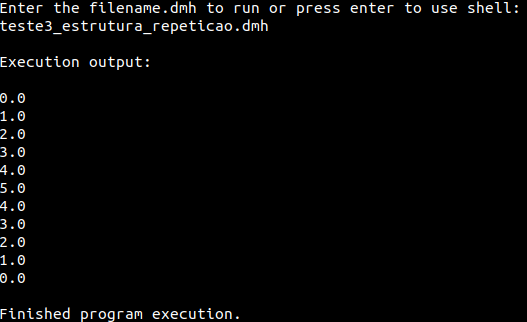 Enter the filename.dmh to run or press enter to use shell:
teste3_estrutura_repeticao.dmh
Execution output:
0.0
1.0
2.0
3.0
4.0
5.0
4.0
3.0
2.0
1.0
0.0
Finished program execution.